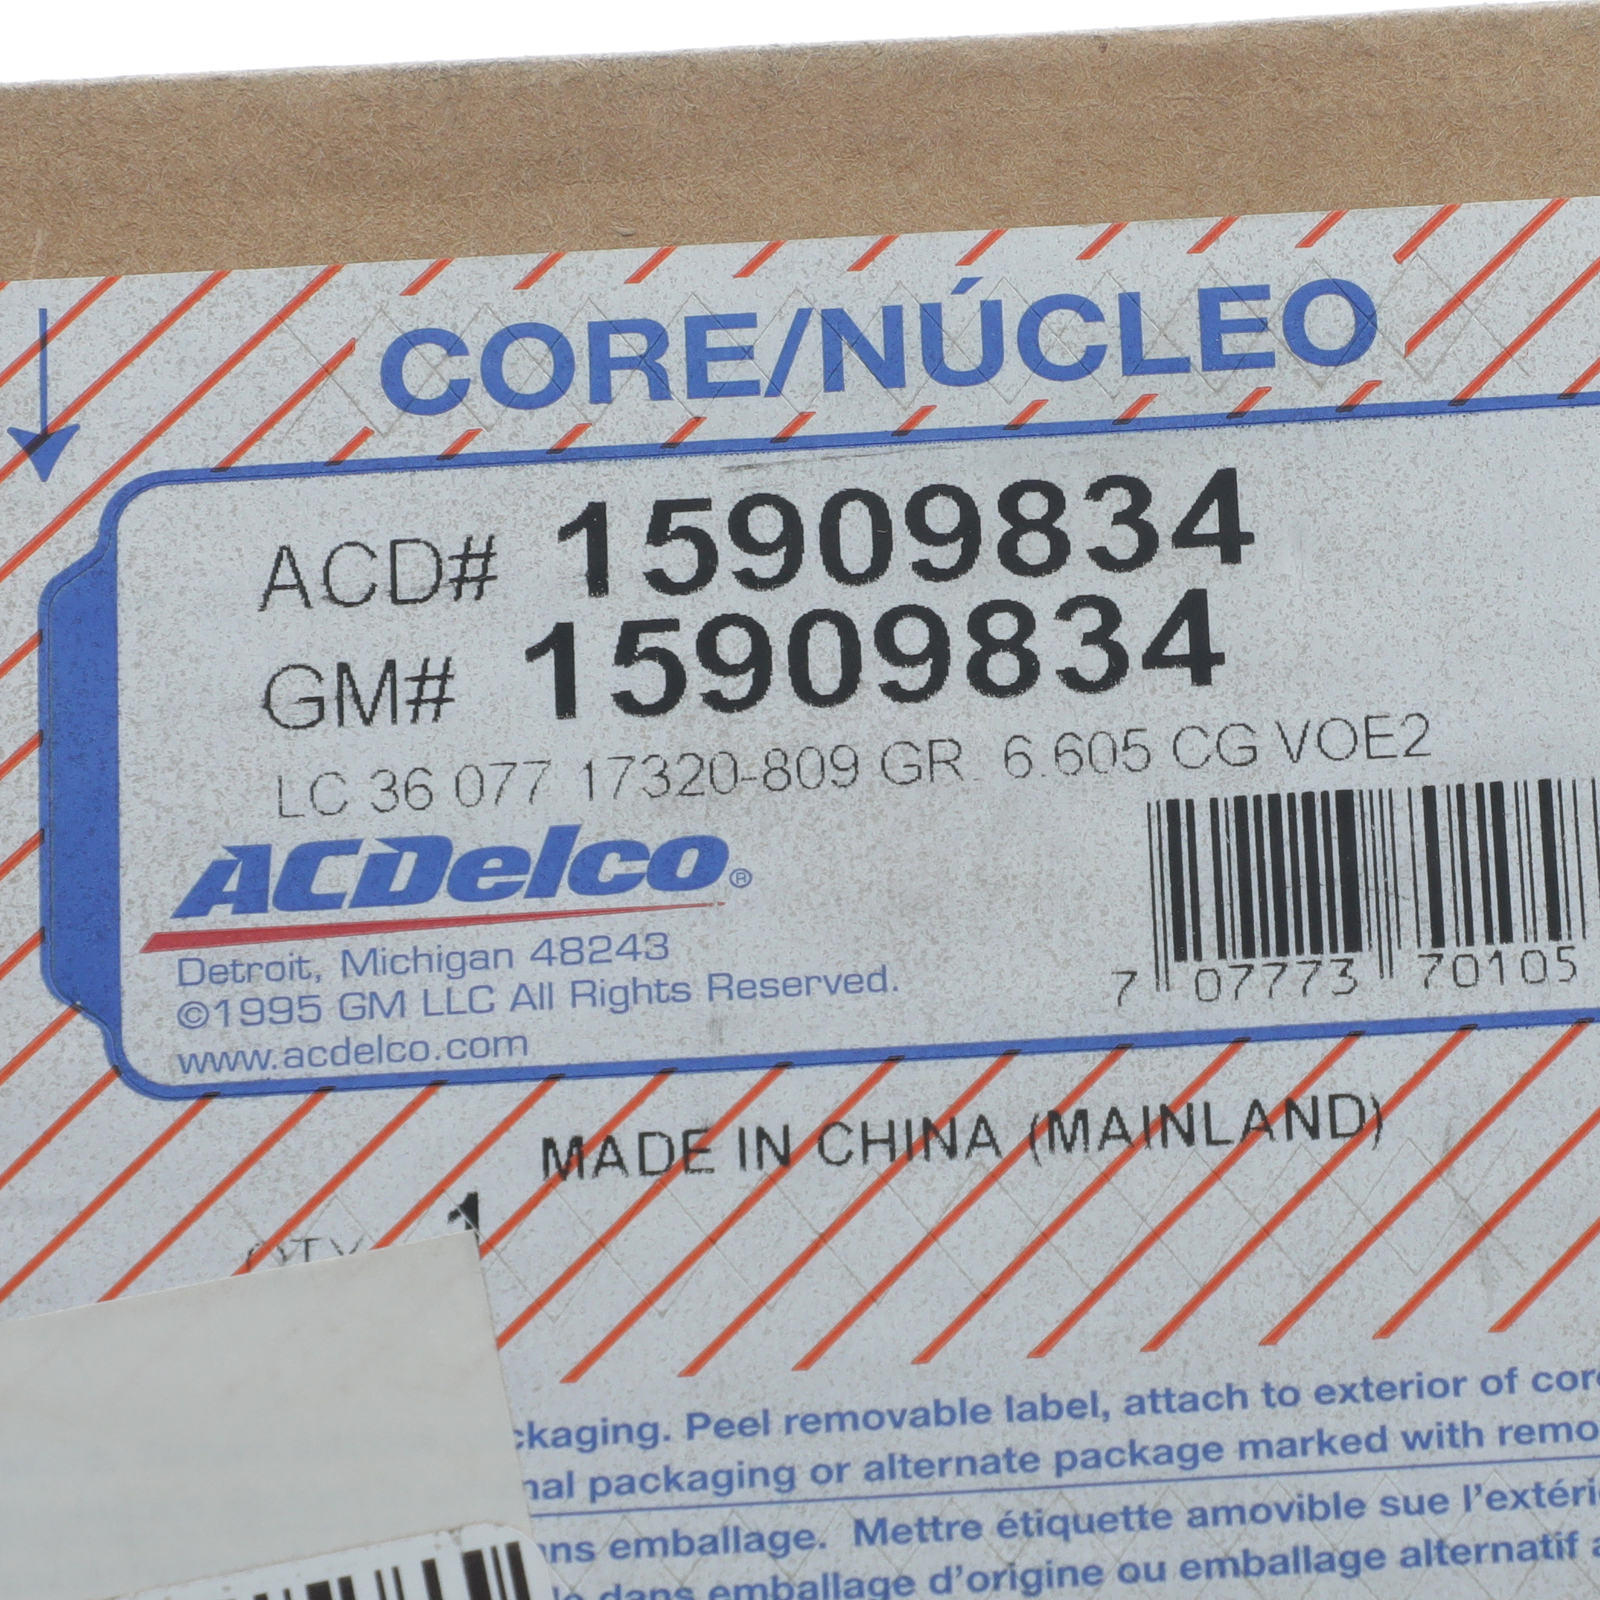 CORE/NÚCLEO
ACD# 15909834
GM# 15909834
LC 36 077 17320-809 GR. 6.605 CG VOE2
ACDelco®
Detroit, Michigan 48243
©1995 GM LLC All Rights Reserved.
www.acdelco.com
7 07773 70105
MADE IN CHINA (MAINLAND)
QTY 1
ckaging. Peel removable label, attach to exterior of cor
nal packaging or alternate package marked with remo
ns emballage. Mettre étiquette amovible sue l'extéri
dans emballage d'origine ou emballage alternatif